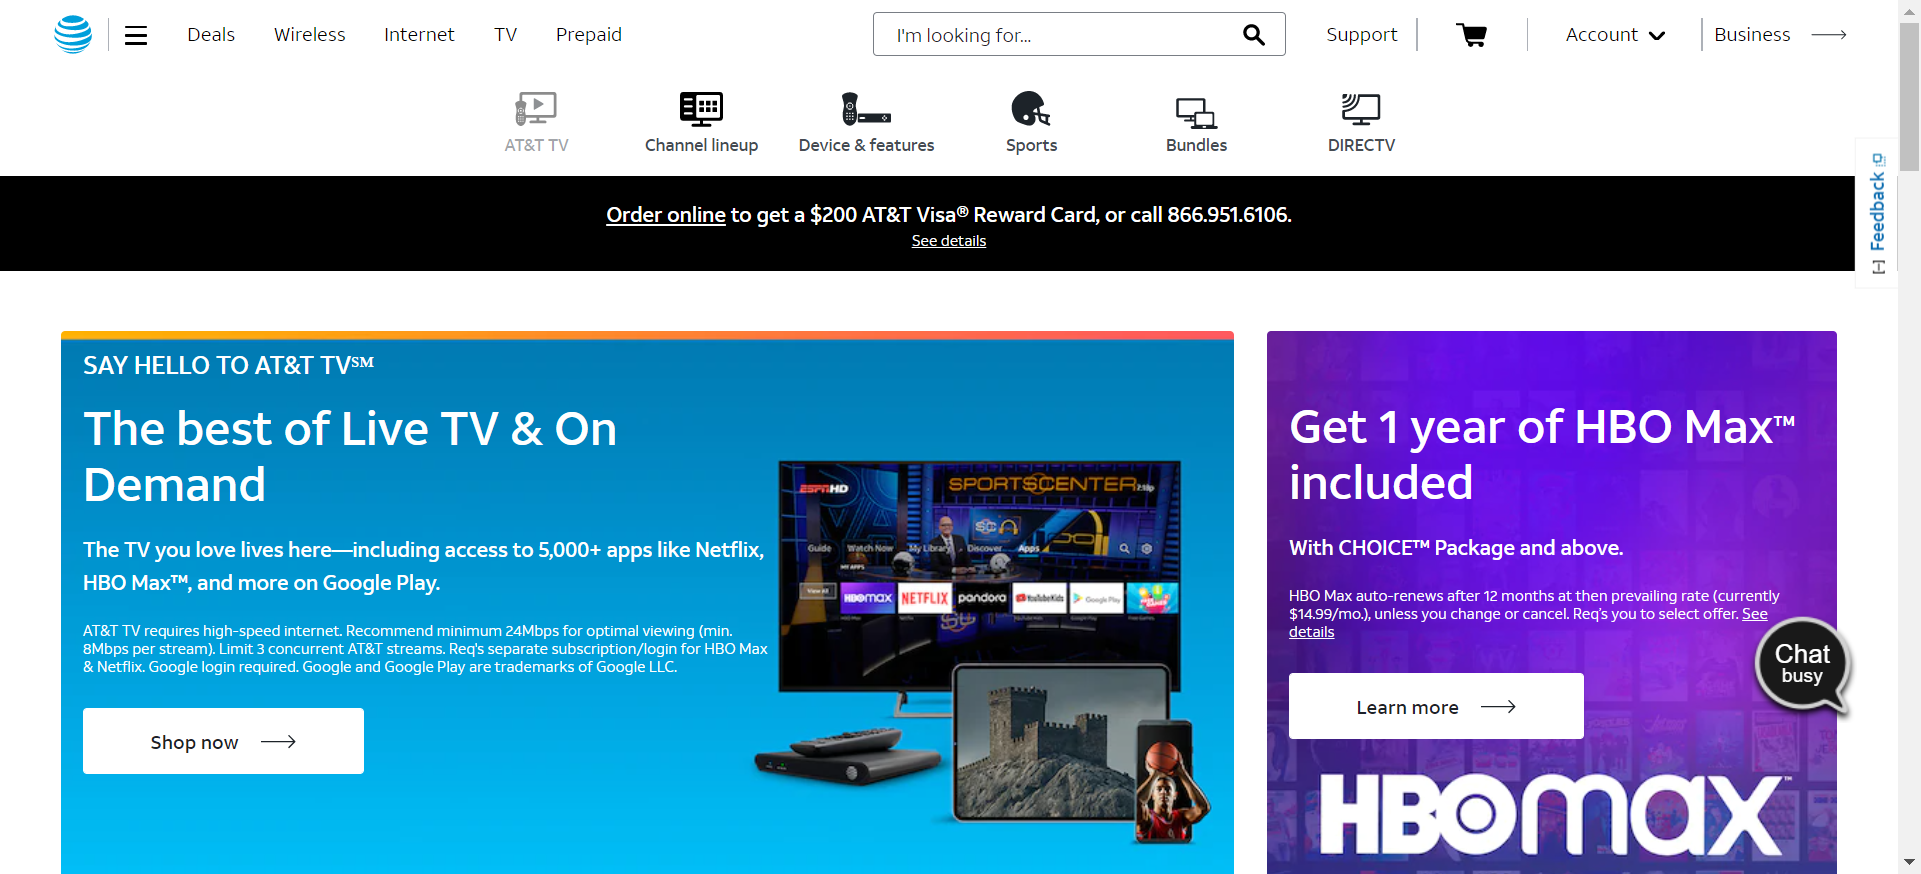 Deals Wireless Internet TV Prepaid I'm looking for... Support Account Business
AT&T TV Channel lineup Device & features Sports Bundles DIRECTV
Order online to get a $200 AT&T Visa® Reward Card, or call 866.951.6106.
See details
[-] Feedback
SAY HELLO TO AT&T TV℠
The best of Live TV & On
Demand
The TV you love lives here—including access to 5,000+ apps like Netflix,
HBO Max™, and more on Google Play.
AT&T TV requires high-speed internet. Recommend minimum 24Mbps for optimal viewing (min.
8Mbps per stream). Limit 3 concurrent AT&T streams. Req's separate subscription/login for HBO Max
& Netflix. Google login required. Google and Google Play are trademarks of Google LLC.
Shop now
ESPN HD SPORTSCENTER
SC
Guide Watch Now My Library Discover Apps
MY APPS
View All HBOMAX NETFLIX pandora YouTube Kids Google Play
Get 1 year of HBO Max™
included
With CHOICE™ Package and above.
HBO Max auto-renews after 12 months at then prevailing rate (currently
$14.99/mo.), unless you change or cancel. Req's you to select offer. See
details
Learn more
Chat
busy
HBOMAX™